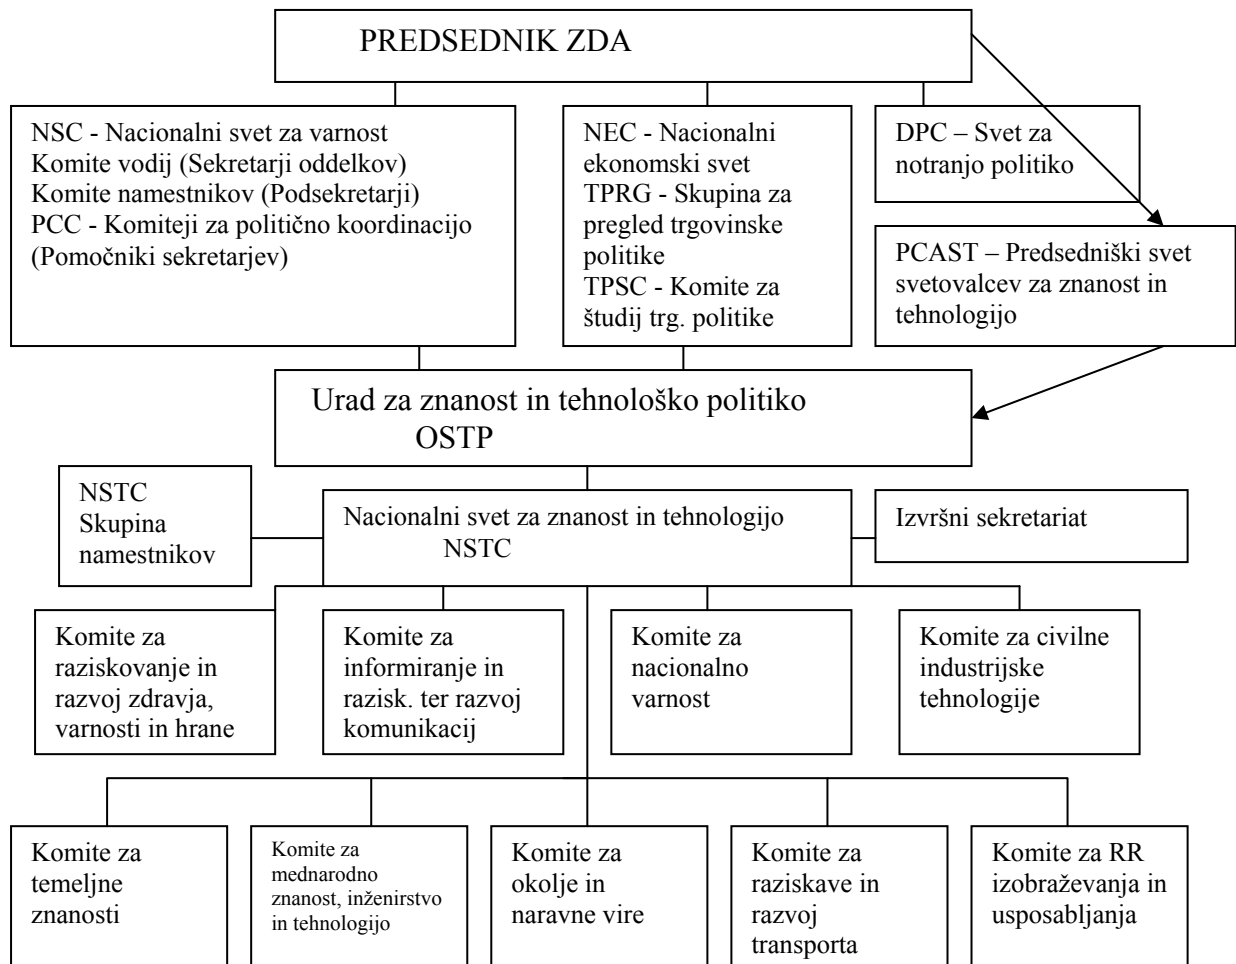 PREDSEDNIK ZDA
NSC - Nacionalni svet za varnost
Komite vodij (Sekretarji oddelkov)
Komite namestnikov (Podsekretarji)
PCC - Komiteji za politično koordinacijo
(Pomočniki sekretarjev)
NEC - Nacionalni
ekonomski svet
TPRG - Skupina za
pregled trgovinske
politike
TPSC - Komite za
študij trg. politike
DPC – Svet za
notranjo politiko
PCAST – Predsedniški svet
svetovalcev za znanost in
tehnologijo
Urad za znanost in tehnološko politiko
OSTP
NSTC
Skupina
namestnikov
Nacionalni svet za znanost in tehnologijo
NSTC
Izvršni sekretariat
Komite za
raziskovanje in
razvoj zdravja,
varnosti in hrane
Komite za
informiranje in
razisk. ter razvoj
komunikacij
Komite za
nacionalno
varnost
Komite za civilne
industrijske
tehnologije
Komite za
temeljne
znanosti
Komite za
mednarodno
znanost, inženirstvo
in tehnologijo
Komite za
okolje in
naravne vire
Komite za
raziskave in
razvoj
transporta
Komite za RR
izobraževanja in
usposabljanja